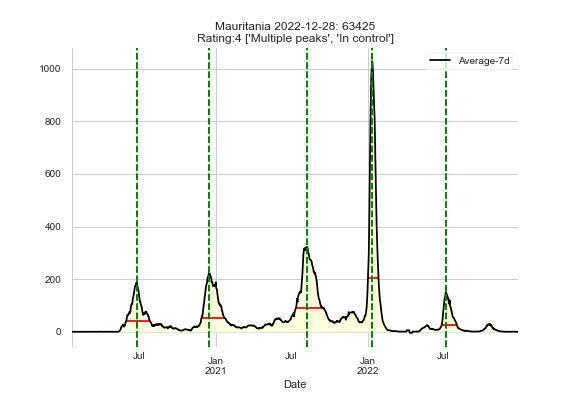 Mauritania 2022-12-28: 63425
Rating:4 ['Multiple peaks', 'In control']
Average-7d
1000
800
600
400
200
0
Jul
Jan
2021
Jul
Jan
2022
Jul
Date